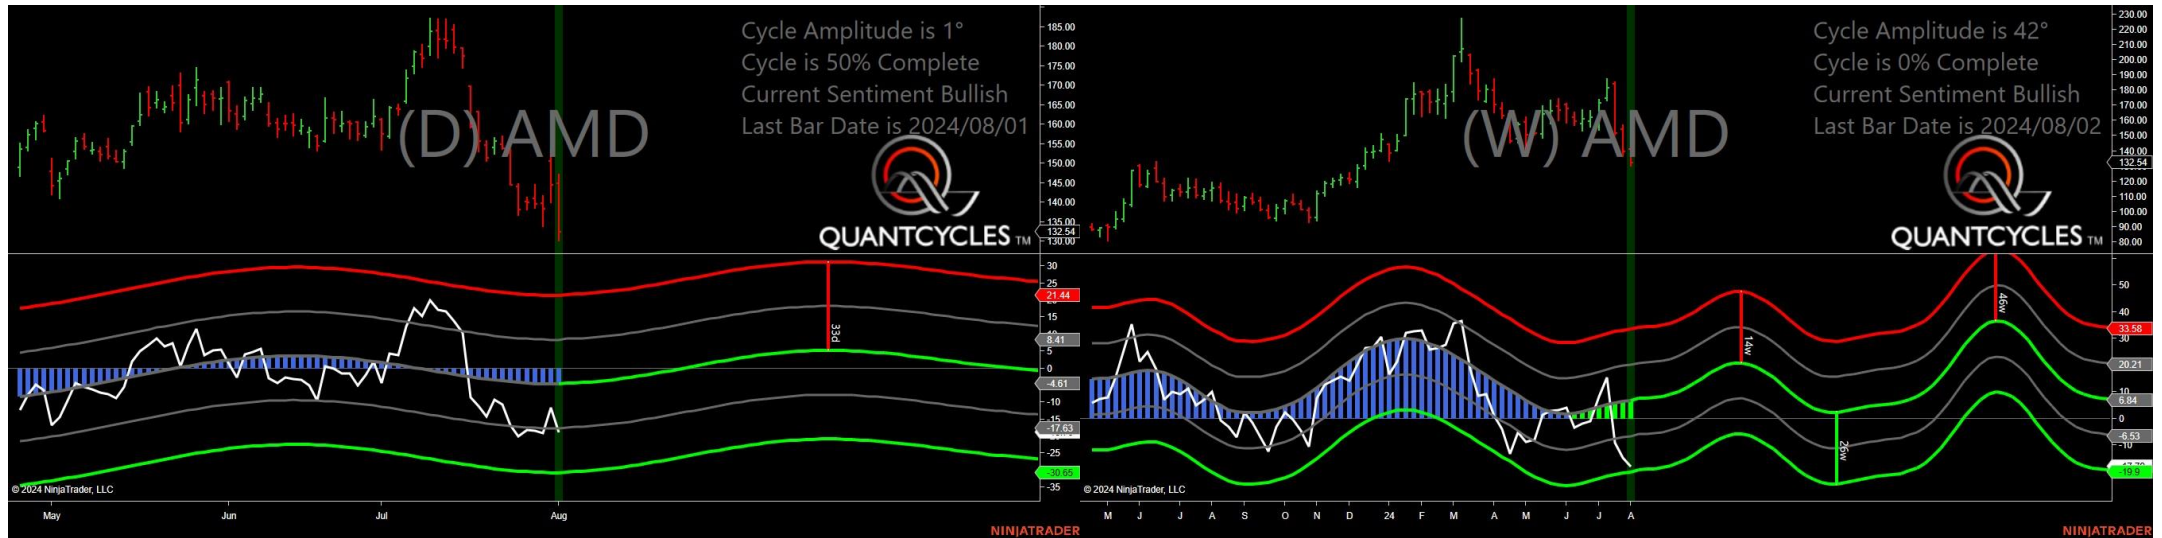 Cycle Amplitude is 1°
Cycle is 50% Complete
Current Sentiment Bullish
Last Bar Date is 2024/08/01
(D) AMD
QUANTCYCLES TM
185.00
180.00
175.00
170.00
165.00
160.00
155.00
150.00
145.00
140.00
135.00
132.54
130.00
30
25
21.44
15
8.41
5
0
-4.61
-10
-15
-17.63
-25
-30.65
-35
33d
© 2024 NinjaTrader, LLC
May Jun Jul Aug
NINJATRADER
Cycle Amplitude is 42°
Cycle is 0% Complete
Current Sentiment Bullish
Last Bar Date is 2024/08/02
(W) AMD
QUANTCYCLES TM
230.00
220.00
210.00
200.00
190.00
180.00
170.00
160.00
150.00
140.00
132.54
120.00
110.00
100.00
90.00
80.00
50
40
33.58
30
20.21
10
6.84
0
-6.53
-10
-19.9
14w
26w
46w
© 2024 NinjaTrader, LLC
M J J A S O N D 24 F M A M J J A
NINJATRADER